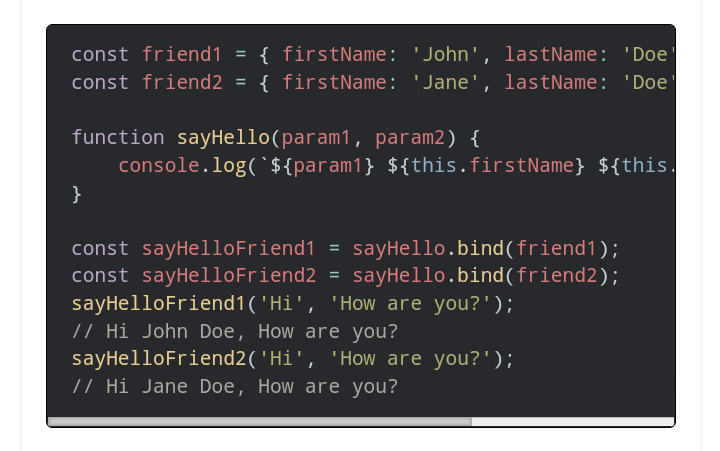 const friend1 = { firstName: 'John', lastName: 'Doe'
const friend2 = { firstName: 'Jane', lastName: 'Doe'
function sayHello(param1, param2) {
    console.log(`${param1} ${this.firstName} ${this.
}
const sayHelloFriend1 = sayHello.bind(friend1);
const sayHelloFriend2 = sayHello.bind(friend2);
sayHelloFriend1('Hi', 'How are you?');
// Hi John Doe, How are you?
sayHelloFriend2('Hi', 'How are you?');
// Hi Jane Doe, How are you?